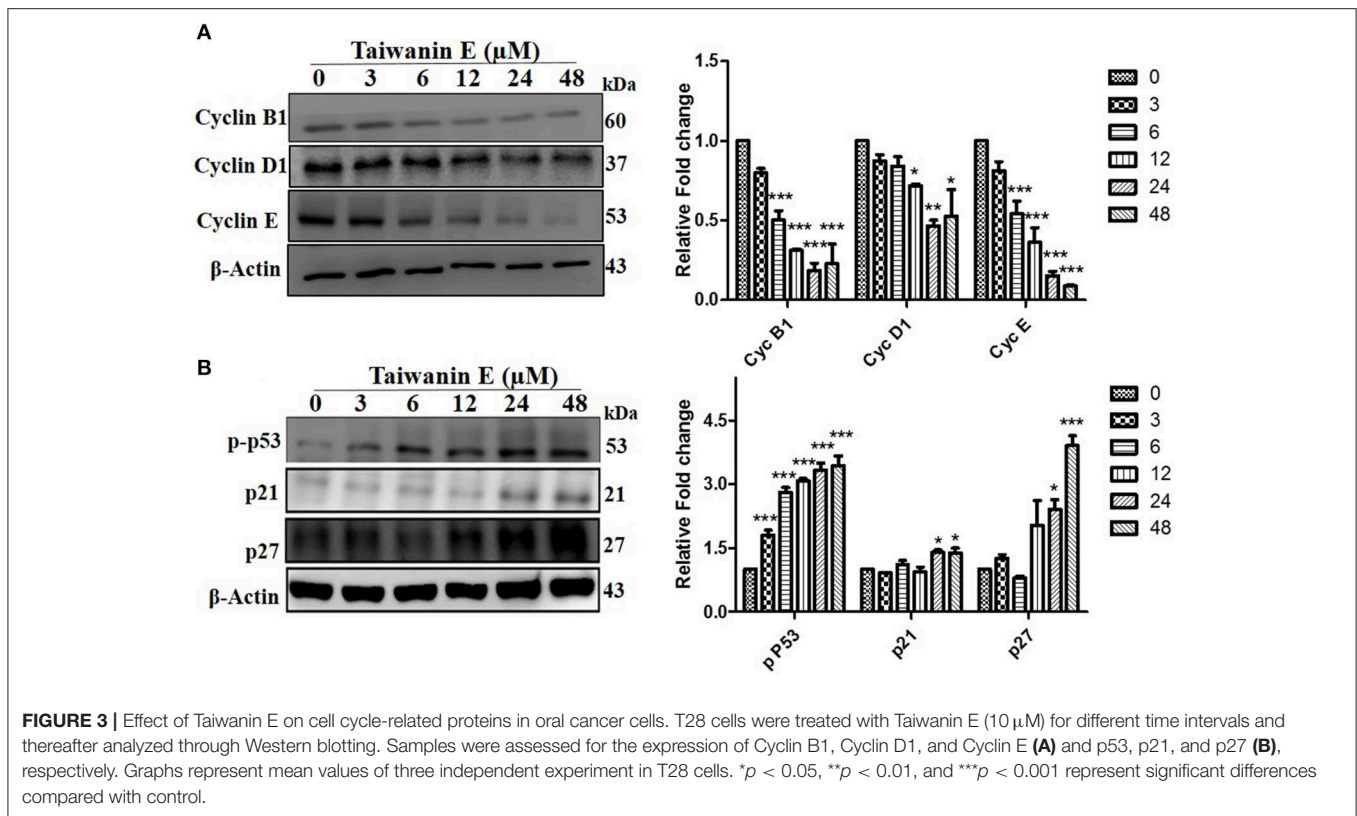 A
Taiwanin E (µM)
0 3 6 12 24 48
kDa
Cyclin B1
60
Cyclin D1
37
Cyclin E
53
β-Actin
43
Relative Fold change
1.5
1.0
0.5
0.0
***
***
***
***
*
**
*
***
***
***
***
Cyc B1
Cyc D1
Cyc E
0
3
6
12
24
48
B
Taiwanin E (µM)
0 3 6 12 24 48
kDa
p-p53
53
p21
21
p27
27
β-Actin
43
Relative Fold change
4.5
3.0
1.5
0.0
***
***
***
***
***
*
*
*
***
p P53
p21
p27
0
3
6
12
24
48
FIGURE 3 | Effect of Taiwanin E on cell cycle-related proteins in oral cancer cells. T28 cells were treated with Taiwanin E (10 µM) for different time intervals and
thereafter analyzed through Western blotting. Samples were assessed for the expression of Cyclin B1, Cyclin D1, and Cyclin E (A) and p53, p21, and p27 (B),
respectively. Graphs represent mean values of three independent experiment in T28 cells. *p < 0.05, **p < 0.01, and ***p < 0.001 represent significant differences
compared with control.